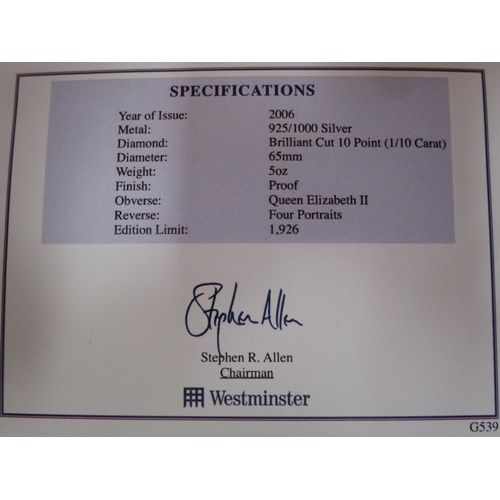 SPECIFICATIONS
Year of Issue: 2006
Metal: 925/1000 Silver
Diamond: Brilliant Cut 10 Point (1/10 Carat)
Diameter: 65mm
Weight: 5oz
Finish: Proof
Obverse: Queen Elizabeth II
Reverse: Four Portraits
Edition Limit: 1,926
Stephen Allen
Stephen R. Allen
Chairman
Westminster
G539